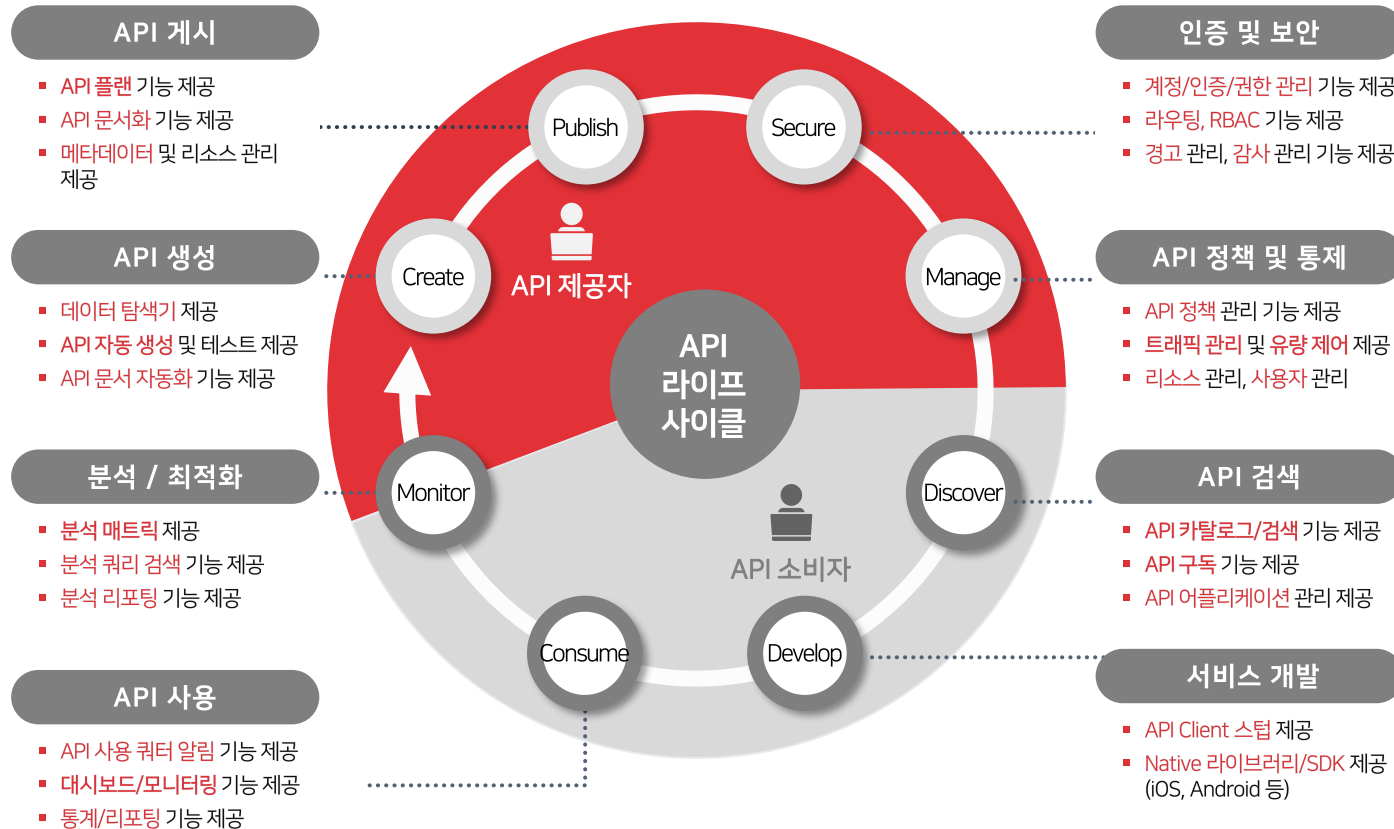 API 게시
API 플랜 기능 제공
API 문서화 기능 제공
메타데이터 및 리소스 관리
제공
API 생성
데이터 탐색기 제공
API 자동 생성 및 테스트 제공
API 문서 자동화 기능 제공
분석 / 최적화
분석 매트릭 제공
분석 쿼리 검색 기능 제공
분석 리포팅 기능 제공
API 사용
API 사용 쿼터 알림 기능 제공
대시보드/모니터링 기능 제공
통계/리포팅 기능 제공
Publish
Secure
Create
Manage
API 제공자
API
라이프
사이클
Monitor
Discover
API 소비자
Consume
Develop
인증 및 보안
계정/인증/권한 관리 기능 제공
라우팅, RBAC 기능 제공
경고 관리, 감사 관리 기능 제공
API 정책 및 통제
API 정책 관리 기능 제공
트래픽 관리 및 유량 제어 제공
리소스 관리, 사용자 관리
API 검색
API 카탈로그/검색 기능 제공
API 구독 기능 제공
API 어플리케이션 관리 제공
서비스 개발
API Client 스텁 제공
Native 라이브러리/SDK 제공
(iOS, Android 등)